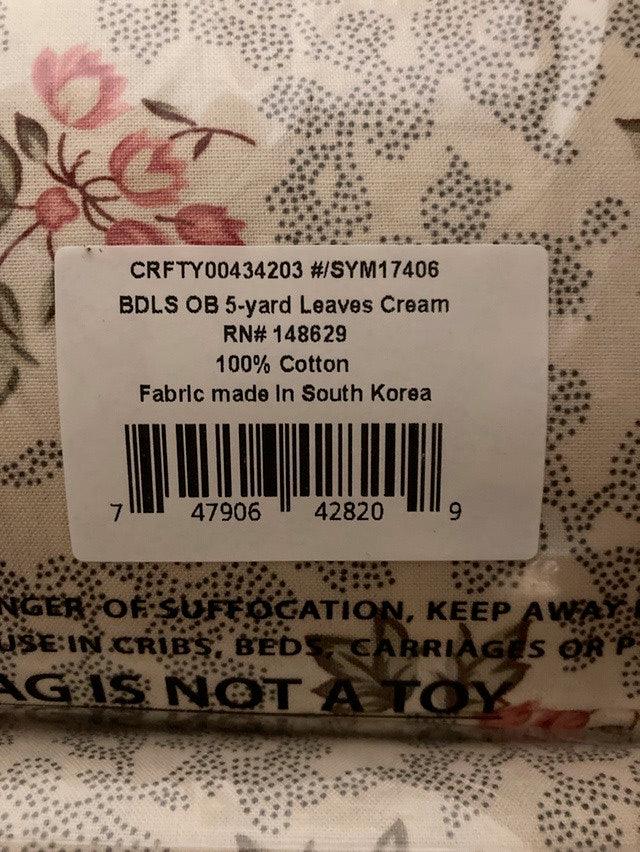 CRFTY00434203 #/SYM17406
BDLS OB 5-yard Leaves Cream
RN# 148629
100% Cotton
Fabric made In South Korea
7 47906 42820 9
NGER OF SUFFOCATION, KEEP AWAY
USE IN CRIBS, BEDS, CARRIAGES OR P
AG IS NOT A TOY